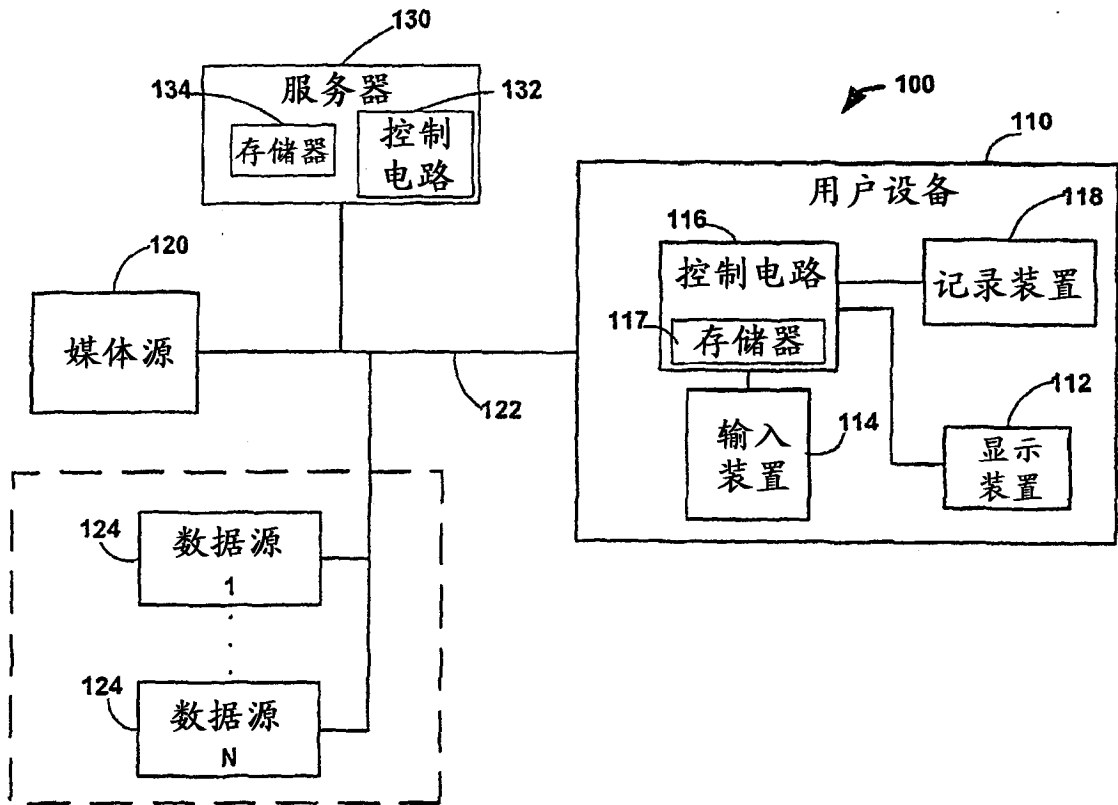 130
服务器
134
132
存储器
控制
电路
100
110
用户设备
116
118
控制电路
记录装置
117
存储器
120
媒体源
122
输入
装置
114
112
显示
装置
124
数据源
1
124
数据源
N